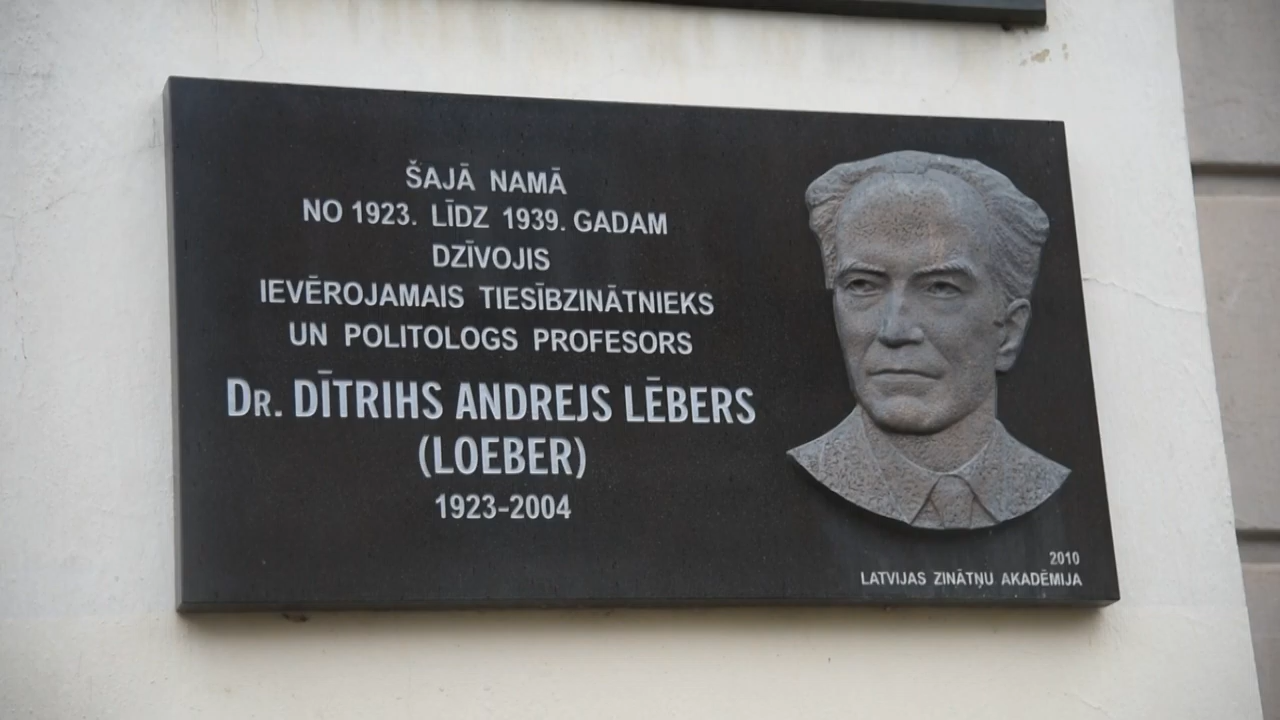 ŠAJĀ NAMĀ
NO 1923. LĪDZ 1939. GADAM
DZĪVOJIS
IEVĒROJAMAIS TIESĪBZINĀTNIEKS
UN POLITOLOGS PROFESORS
DR. DĪTRIHS ANDREJS LĒBERS
(LOEBER)
1923-2004
2010
LATVIJAS ZINĀTŅU AKADĒMIJA